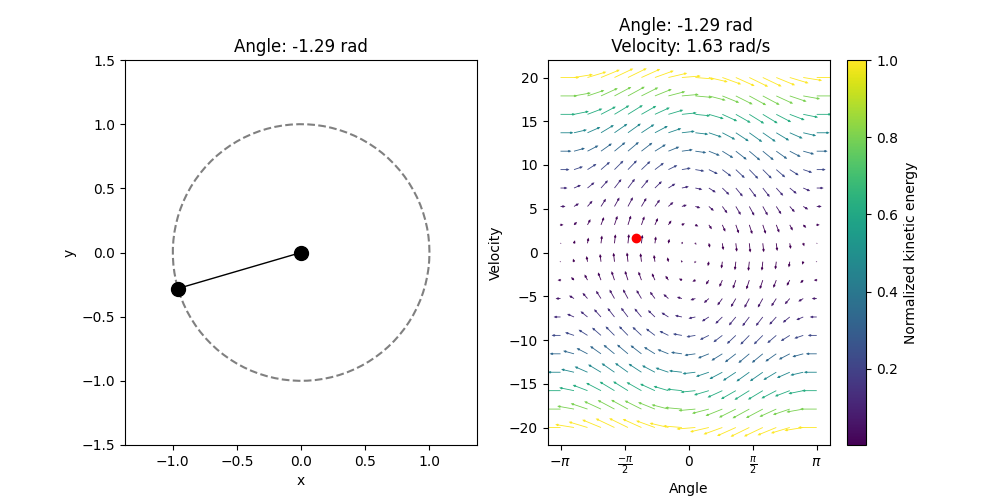 Angle: -1.29 rad
1.5
1.0
0.5
0.0
−0.5
−1.0
−1.5
−1.0
−0.5
0.0
0.5
1.0
x
y
Angle: -1.29 rad
Velocity: 1.63 rad/s
20
15
10
5
0
−5
−10
−15
−20
Velocity
−π
−π/2
0
π/2
π
Angle
1.0
0.8
0.6
0.4
0.2
Normalized kinetic energy